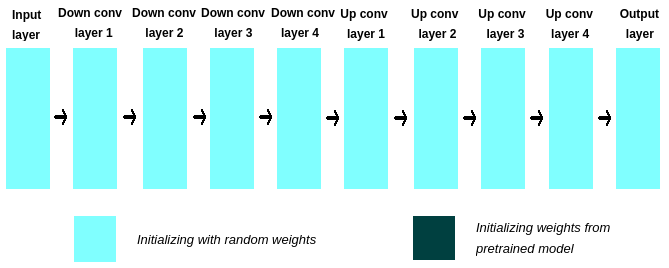 Input
layer
Down conv
layer 1
Down conv
layer 2
Down conv
layer 3
Down conv
layer 4
Up conv
layer 1
Up conv
layer 2
Up conv
layer 3
Up conv
layer 4
Output
layer
Initializing with random weights
Initializing weights from
pretrained model